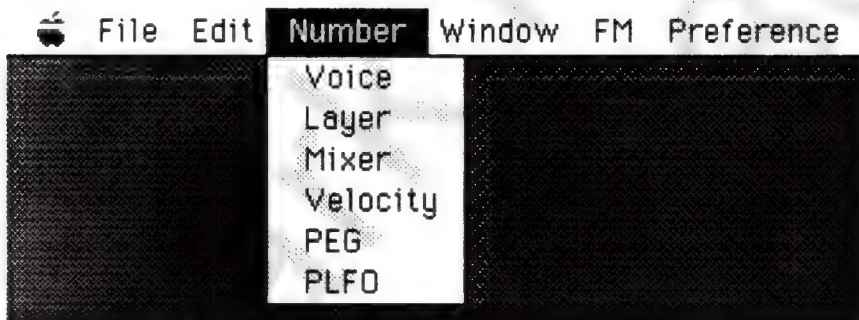 File Edit Number Window FM Preference
Voice
Layer
Mixer
Velocity
PEG
PLFO